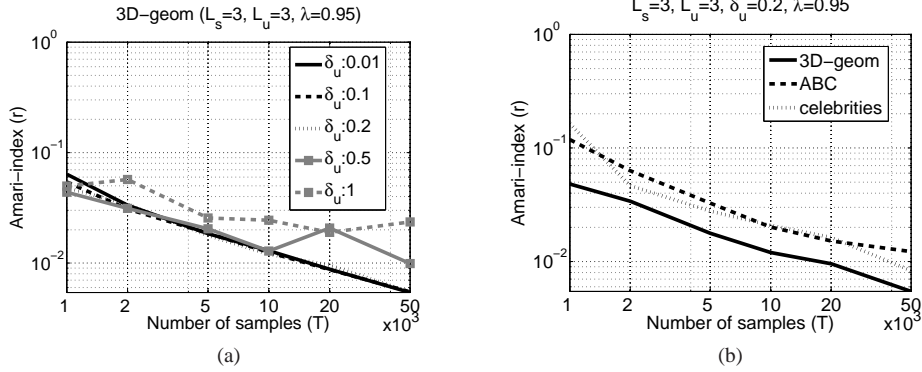 3D−geom (L_s=3, L_u=3, λ=0.95)
Amari−index (r)
10^0
10^−1
10^−2
δ_u:0.01
δ_u:0.1
δ_u:0.2
δ_u:0.5
δ_u:1
1 2 5 10 20 50
Number of samples (T)
x10^3
(a)
L_s=3, L_u=3, δ_u=0.2, λ=0.95
Amari−index (r)
10^0
10^−1
10^−2
3D−geom
ABC
celebrities
1 2 5 10 20 50
Number of samples (T)
x10^3
(b)